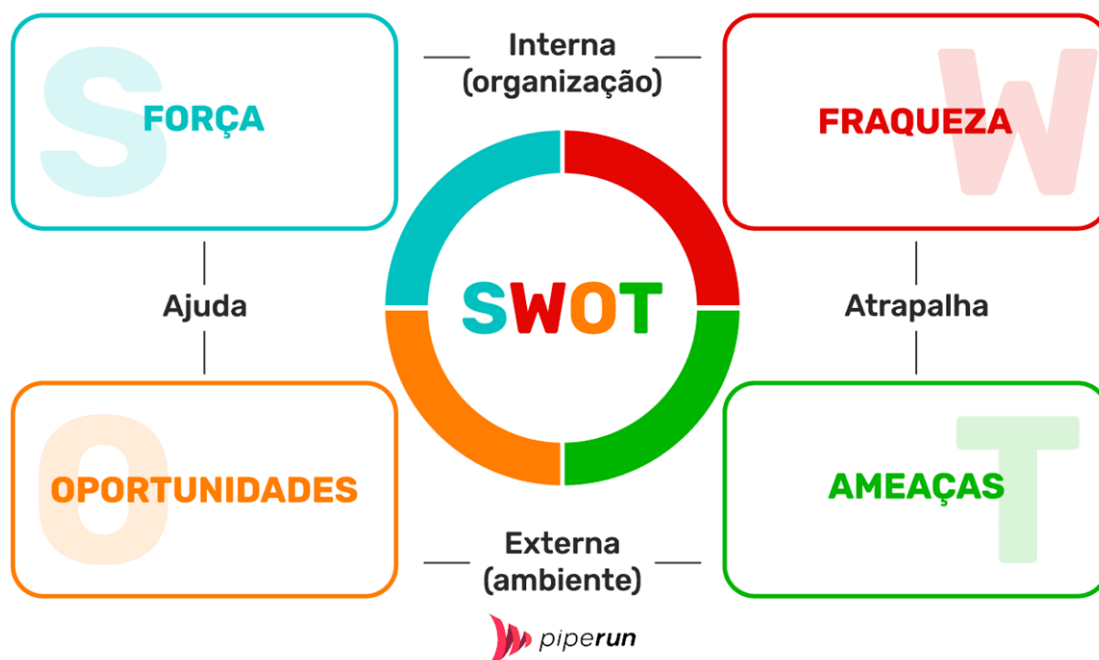 Interna
(organização)
S
FORÇA
W
FRAQUEZA
Ajuda
SWOT
Atrapalha
O
OPORTUNIDADES
T
AMEAÇAS
Externa
(ambiente)
piperun